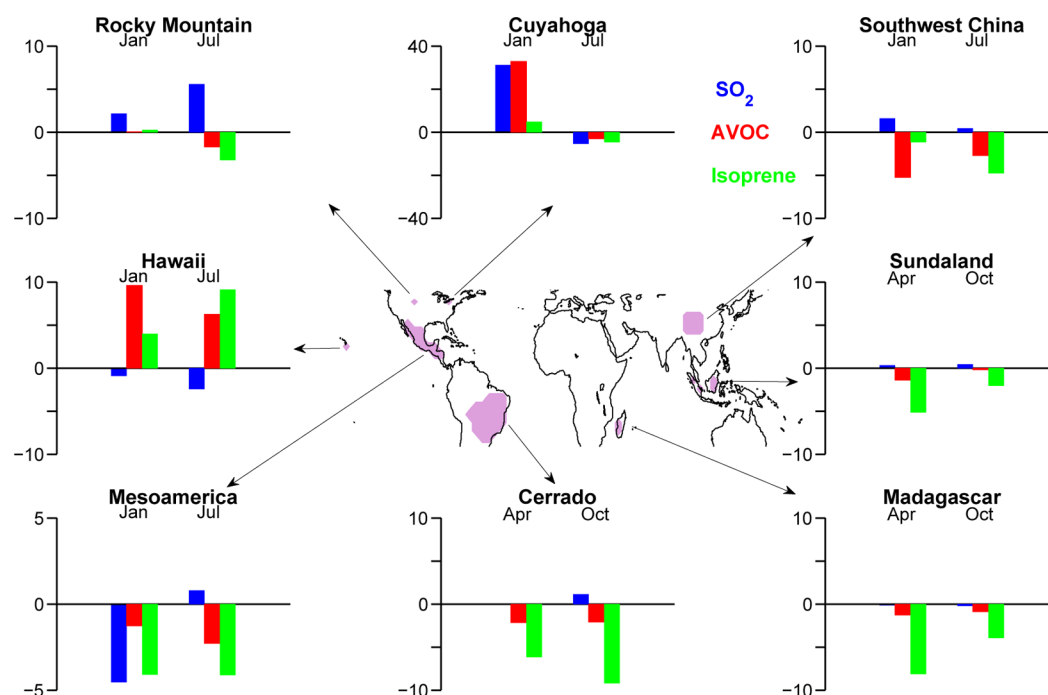 Rocky Mountain
Jan Jul
10
0
−10
Cuyahoga
Jan Jul
40
0
−40
SO2
AVOC
Isoprene
Southwest China
Jan Jul
10
0
−10
Hawaii
Jan Jul
10
0
−10
Sundaland
Apr Oct
10
0
−10
Mesoamerica
Jan Jul
5
0
−5
Cerrado
Apr Oct
10
0
−10
Madagascar
Apr Oct
10
0
−10